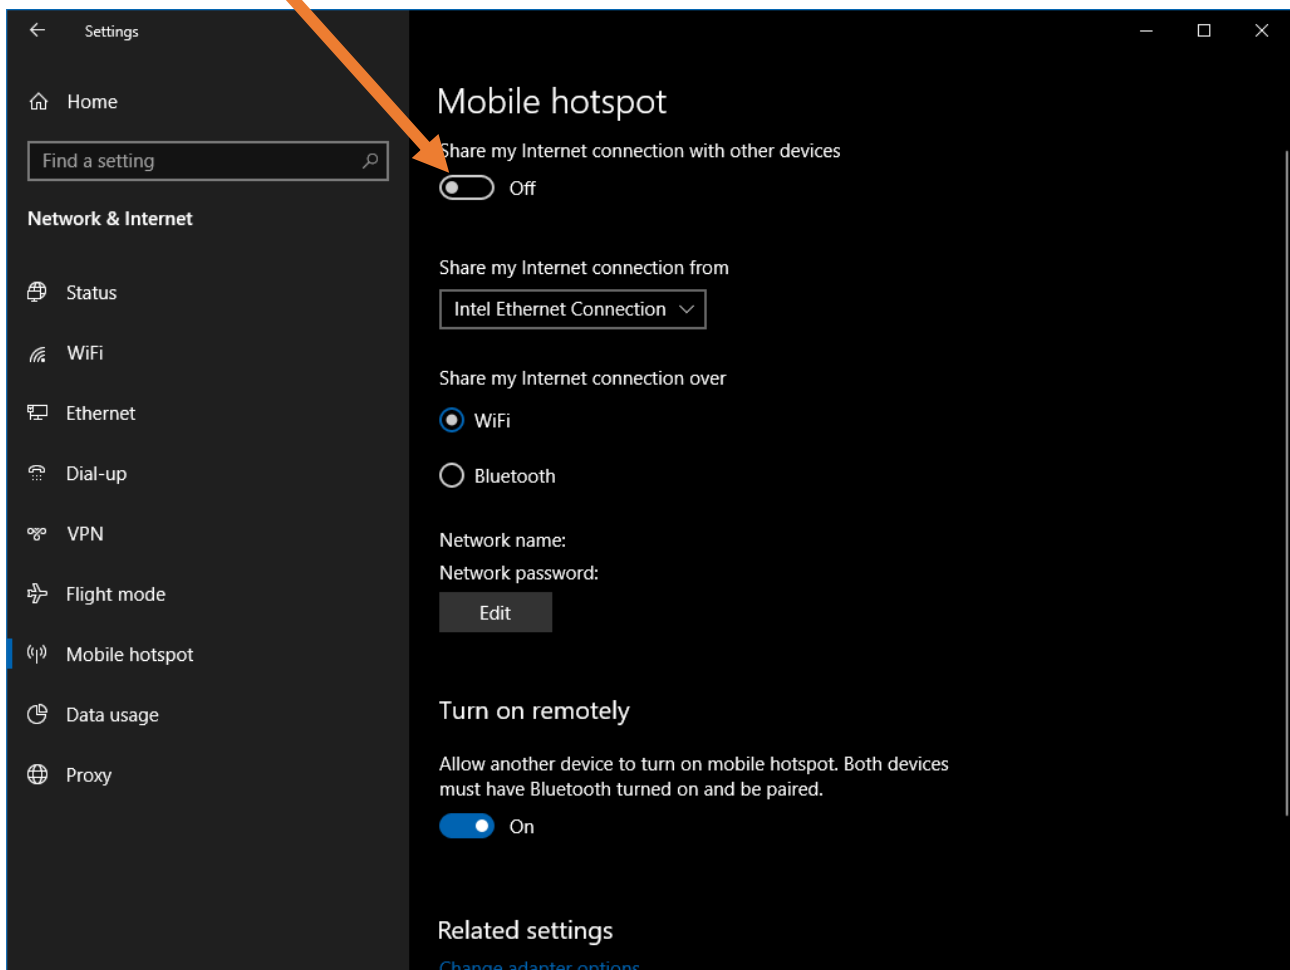 Settings
Home
Find a setting
Network & Internet
Status
WiFi
Ethernet
Dial-up
VPN
Flight mode
Mobile hotspot
Data usage
Proxy
Mobile hotspot
Share my Internet connection with other devices
Off
Share my Internet connection from
Intel Ethernet Connection
Share my Internet connection over
WiFi
Bluetooth
Network name:
Network password:
Edit
Turn on remotely
Allow another device to turn on mobile hotspot. Both devices
must have Bluetooth turned on and be paired.
On
Related settings
Change adapter options